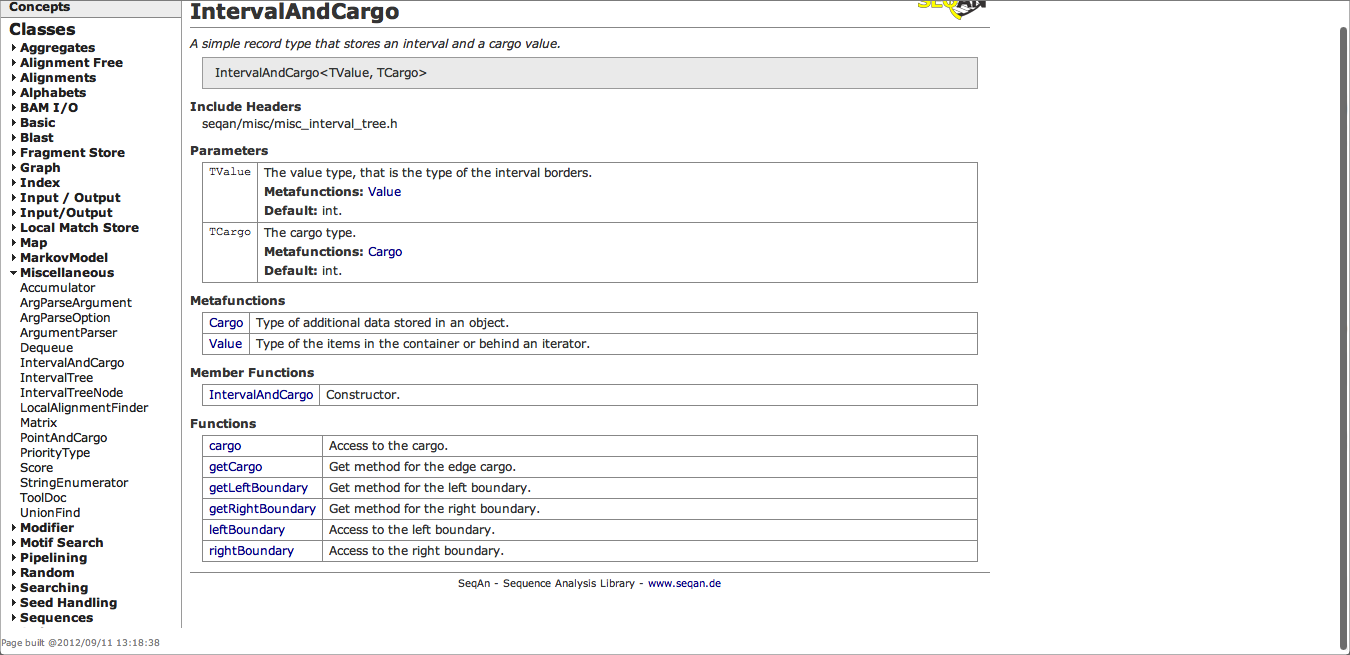 Concepts
Classes
Aggregates
Alignment Free
Alignments
Alphabets
BAM I/O
Basic
Blast
Fragment Store
Graph
Index
Input / Output
Input/Output
Local Match Store
Map
MarkovModel
Miscellaneous
Accumulator
ArgParseArgument
ArgParseOption
ArgumentParser
Dequeue
IntervalAndCargo
IntervalTree
IntervalTreeNode
LocalAlignmentFinder
Matrix
PointAndCargo
PriorityType
Score
StringEnumerator
ToolDoc
UnionFind
Modifier
Motif Search
Pipelining
Random
Searching
Seed Handling
Sequences
Page built @2012/09/11 13:18:38
IntervalAndCargo
SEQAN
A simple record type that stores an interval and a cargo value.
IntervalAndCargo<TValue, TCargo>
Include Headers
seqan/misc/misc_interval_tree.h
Parameters
TValue The value type, that is the type of the interval borders.
Metafunctions: Value
Default: int.
TCargo The cargo type.
Metafunctions: Cargo
Default: int.
Metafunctions
Cargo Type of additional data stored in an object.
Value Type of the items in the container or behind an iterator.
Member Functions
IntervalAndCargo Constructor.
Functions
cargo Access to the cargo.
getCargo Get method for the edge cargo.
getLeftBoundary Get method for the left boundary.
getRightBoundary Get method for the right boundary.
leftBoundary Access to the left boundary.
rightBoundary Access to the right boundary.
SeqAn - Sequence Analysis Library - www.seqan.de